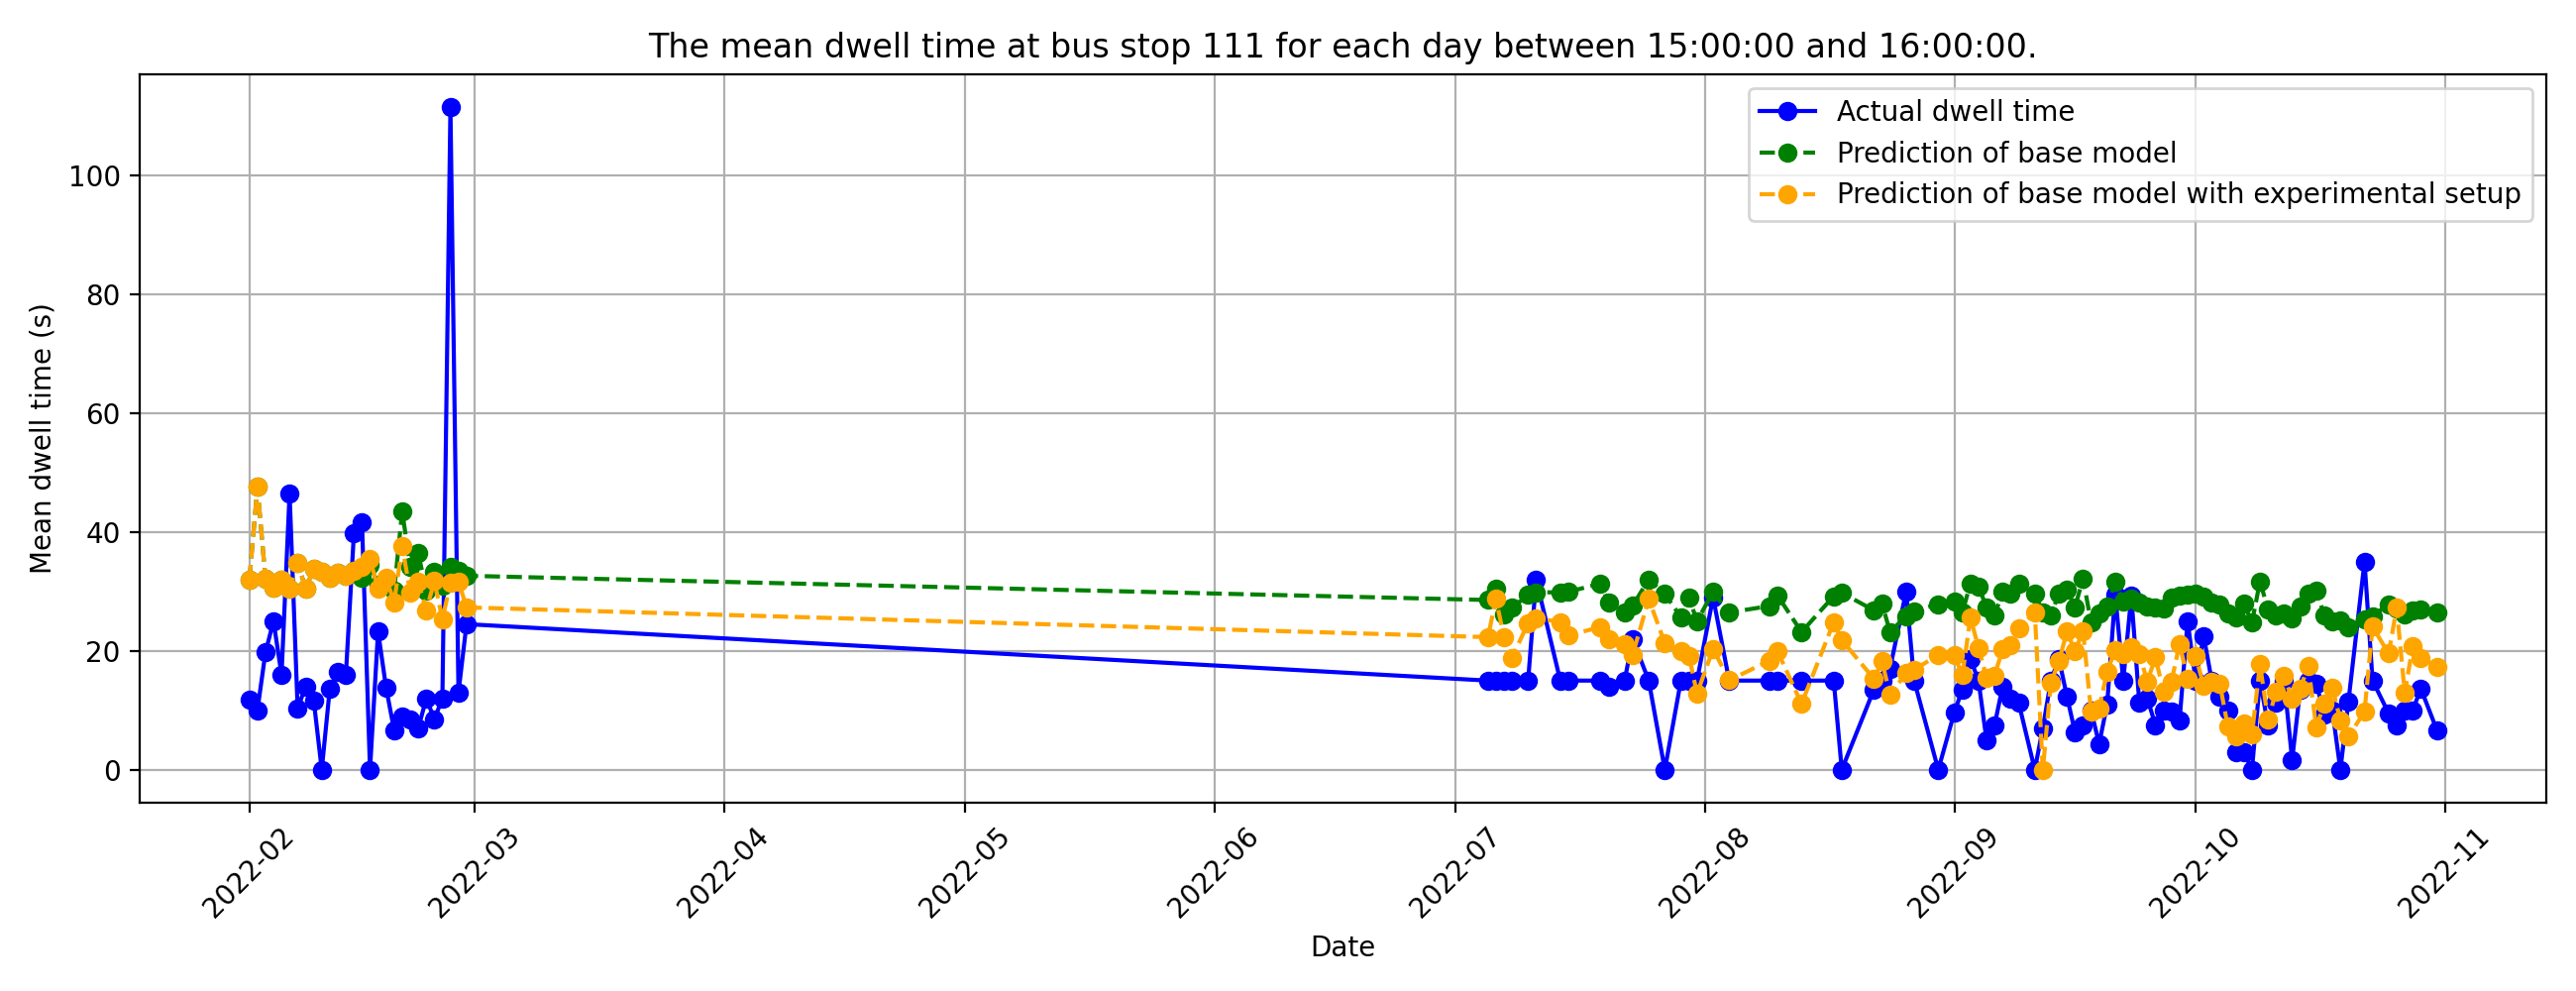 The mean dwell time at bus stop 111 for each day between 15:00:00 and 16:00:00.
Actual dwell time
Prediction of base model
Prediction of base model with experimental setup
Mean dwell time (s)
100
80
60
40
20
0
2022-02
2022-03
2022-04
2022-05
2022-06
2022-07
2022-08
2022-09
2022-10
2022-11
Date